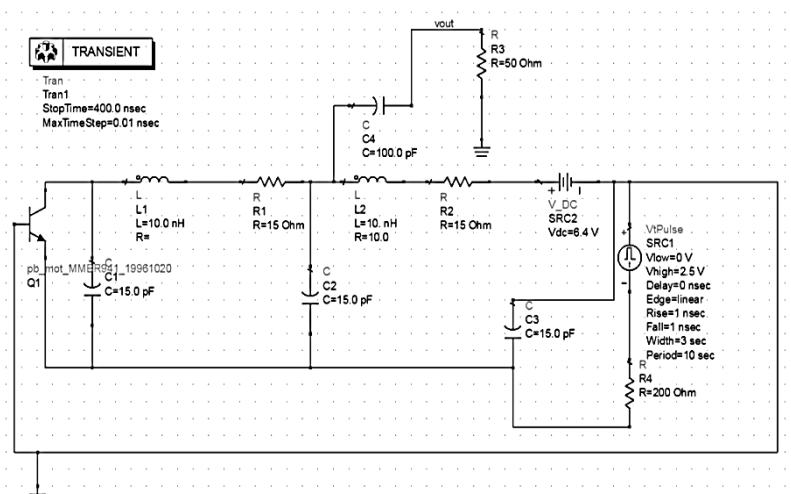 TRANSIENT
Tran
Tran1
StopTime=400.0 nsec
MaxTimeStep=0.01 nsec
vout
R
R3
R=50 Ohm
C
C4
C=100.0 pF
L
L1
L=10.0 nH
R=
R
R1
R=15 Ohm
L
L2
L=10. nH
R=10.0
R
R2
R=15 Ohm
+
V_DC
SRC2
Vdc=6.4 V
+
-
VtPulse
SRC1
Vlow=0 V
Vhigh=2.5 V
Delay=0 nsec
Edge=linear
Rise=1 nsec
Fall=1 nsec
Width=3 sec
Period=10 sec
pb_mot_MMBR941_19961020
Q1
C
C1
C=15.0 pF
C
C2
C=15.0 pF
C
C3
C=15.0 pF
R
R4
R=200 Ohm